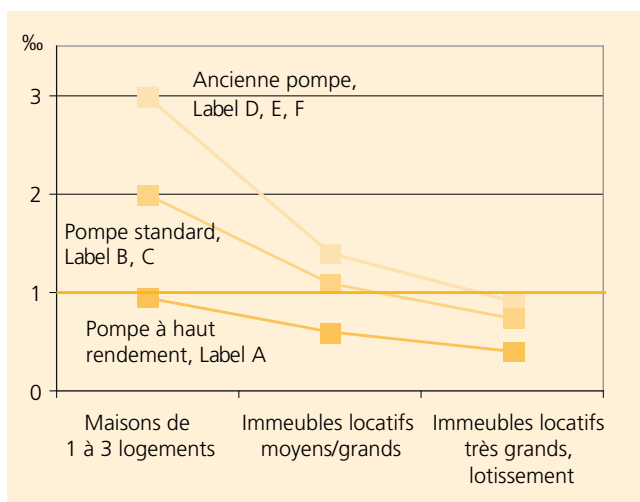 ‰
3
2
1
0
Ancienne pompe,
Label D, E, F
Pompe standard,
Label B, C
Pompe à haut
rendement, Label A
Maisons de
1 à 3 logements
Immeubles locatifs
moyens/grands
Immeubles locatifs
très grands,
lotissement